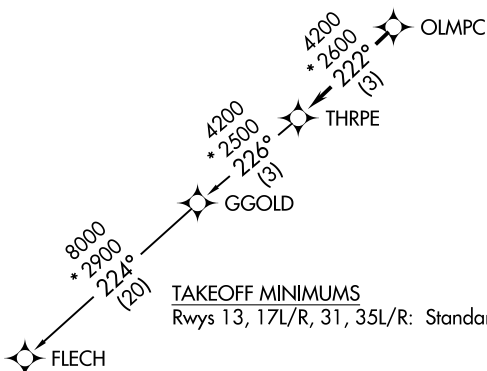 OLMPC
4200
* 2600
222°
(3)
THRPE
4200
* 2500
226°
(3)
GGOLD
8000
* 2900
224°
(20)
TAKEOFF MINIMUMS
Rwys 13, 17L/R, 31, 35L/R: Standar
FLECH